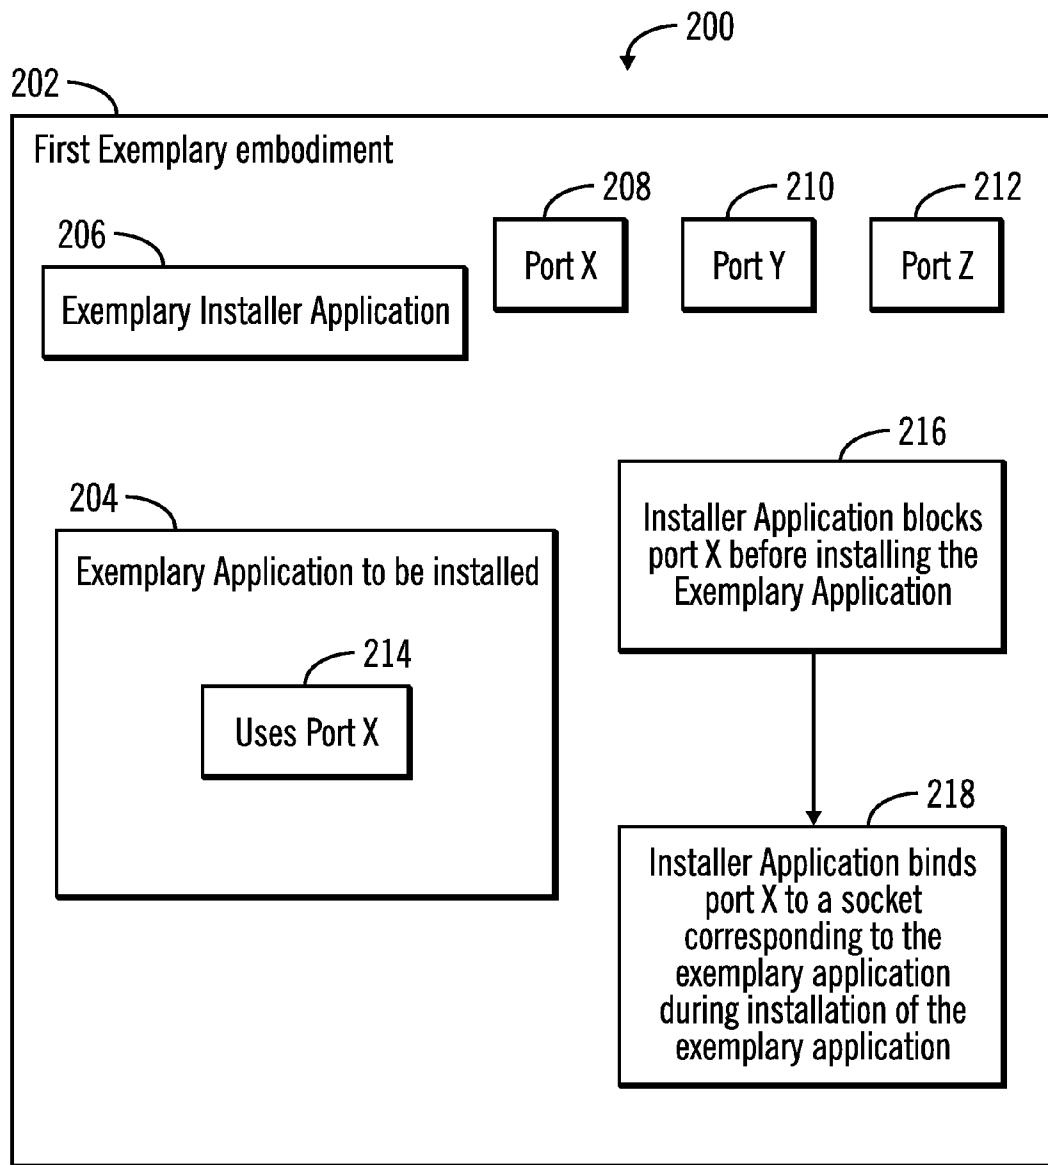 200
202
First Exemplary embodiment
208
210
212
206
Port X
Port Y
Port Z
Exemplary Installer Application
216
204
Installer Application blocks
port X before installing the
Exemplary Application
Exemplary Application to be installed
214
Uses Port X
218
Installer Application binds
port X to a socket
corresponding to the
exemplary application
during installation of the
exemplary application